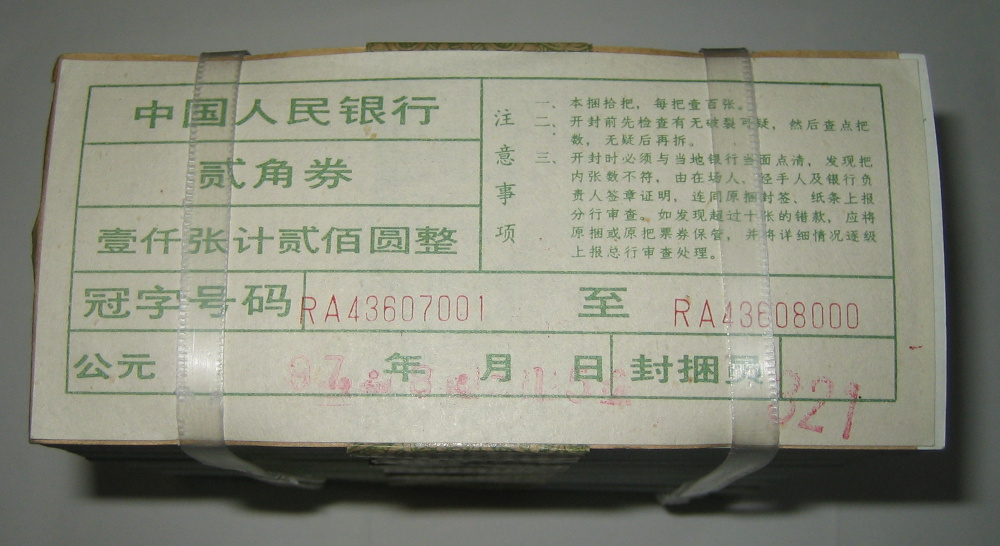 中国人民银行
贰角券
壹仟张计贰佰圆整
冠字号码 RA43607001 至 RA43608000
公元 年 月 日 封捆员 321
注意事项
一、本捆拾把，每把壹百张。
二、开封前先检查有无破裂可疑，然后查点把
数，无疑后再拆。
三、开封时必须与当地银行当面点清，发现把
内张数不符，由在场人、经手人及银行负
责人签章证明，连同原捆封签、纸条上报
分行审查。如发现超过十张的错款，应将
原捆或原把票券保管，并将详细情况逐级
上报总行审查处理。